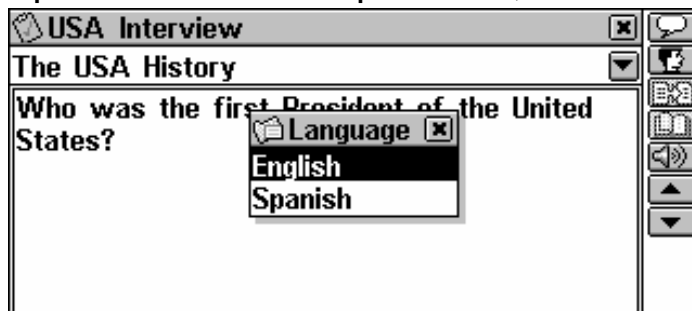 USA Interview
The USA History
Who was the first President of the United
States?
Language
English
Spanish